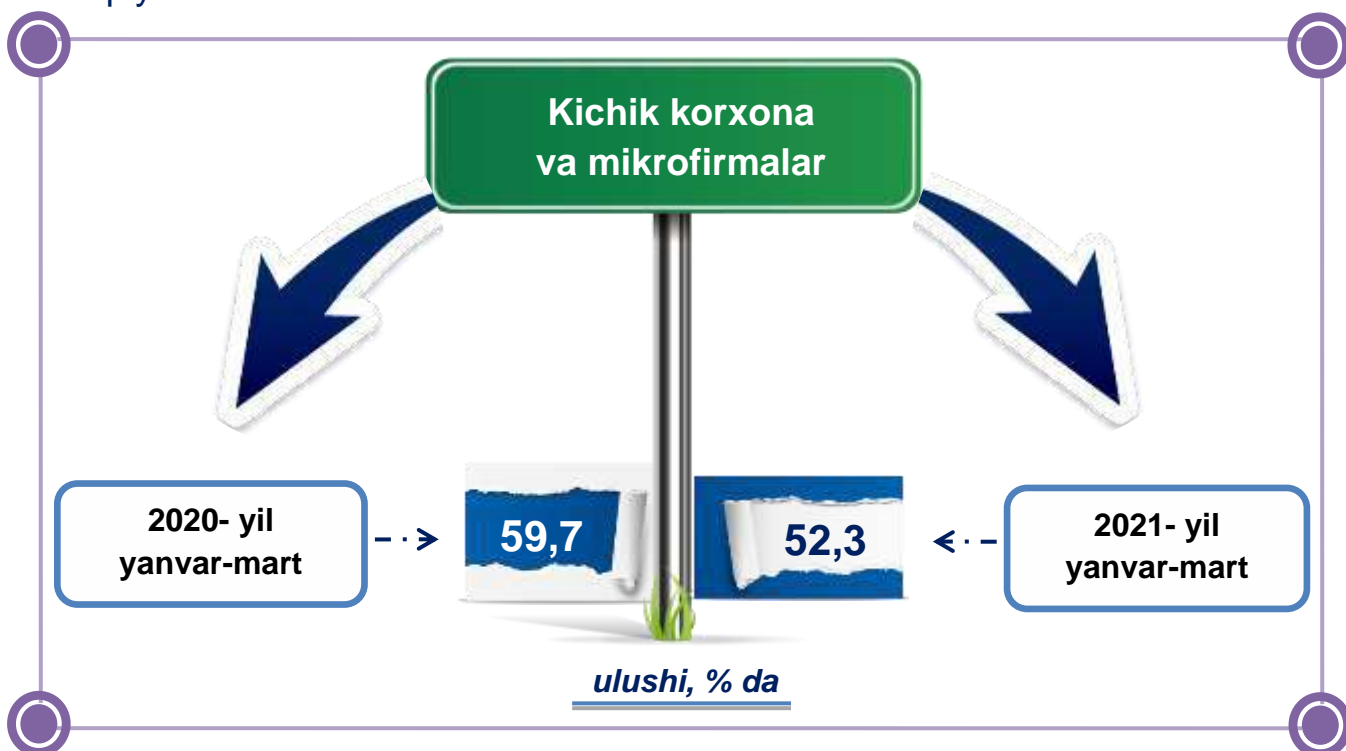 Kichik korxona
va mikrofirmalar
2020- yil
yanvar-mart
59,7
52,3
2021- yil
yanvar-mart
ulushi, % da